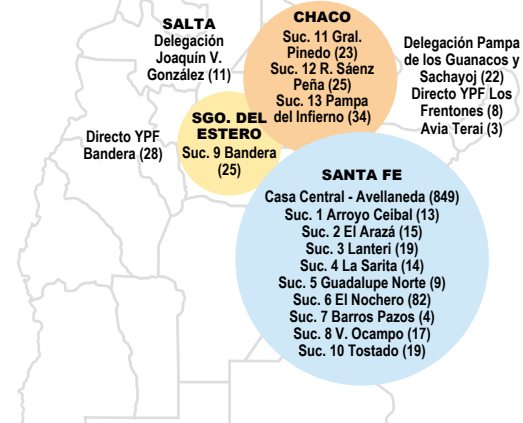 SALTA
Delegación
Joaquín V.
González (11)
CHACO
Suc. 11 Gral.
Pinedo (23)
Suc. 12 R. Sáenz
Peña (25)
Suc. 13 Pampa
del Infierno (34)
Delegación Pampa
de los Guanacos y
Sachayoj (22)
Directo YPF Los
Frentones (8)
Avia Terai (3)
Directo YPF
Bandera (28)
SGO. DEL
ESTERO
Suc. 9 Bandera
(25)
SANTA FE
Casa Central - Avellaneda (849)
Suc. 1 Arroyo Ceibal (13)
Suc. 2 El Arazá (15)
Suc. 3 Lanteri (19)
Suc. 4 La Sarita (14)
Suc. 5 Guadalupe Norte (9)
Suc. 6 El Nochero (82)
Suc. 7 Barros Pazos (4)
Suc. 8 V. Ocampo (17)
Suc. 10 Tostado (19)